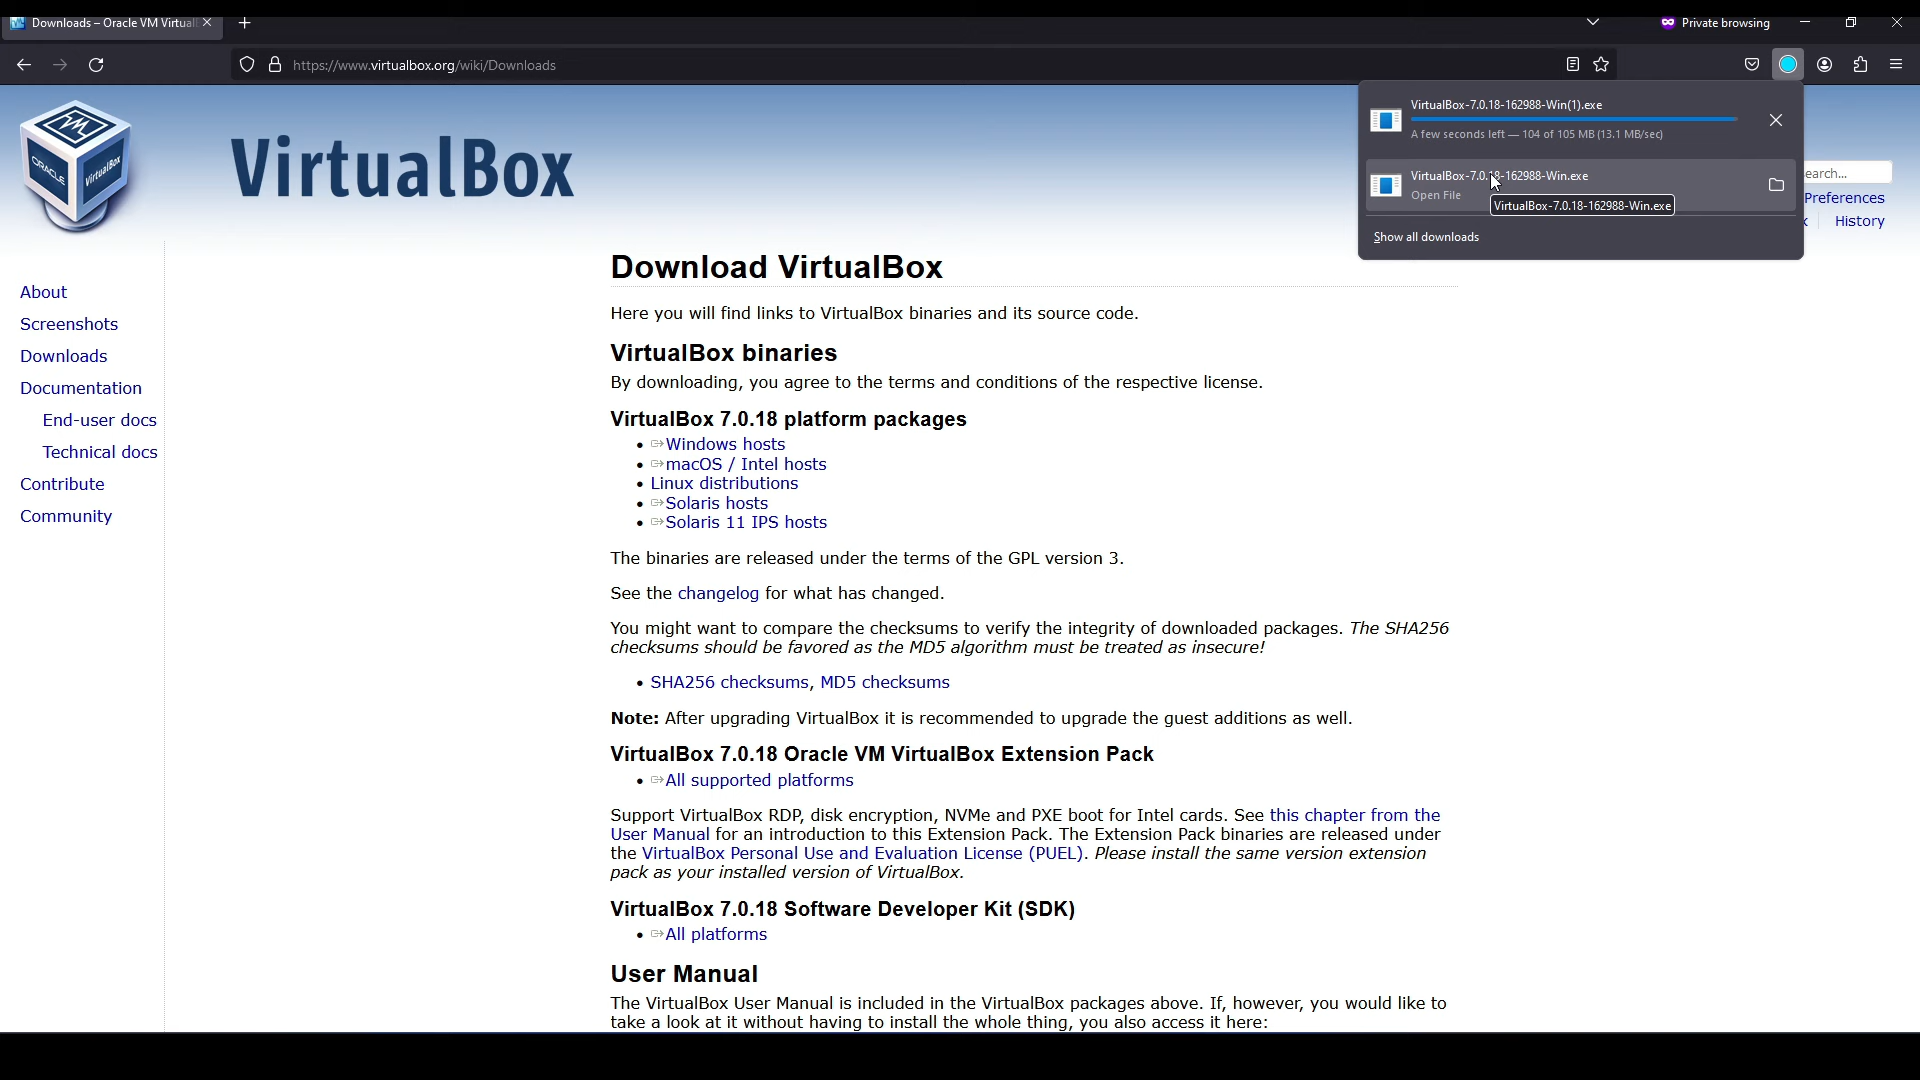 Downloads – Oracle VM Virtual
Private browsing
https://www.virtualbox.org/wiki/Downloads
VirtualBox-7.0.18-162988-Win(1).exe
A few seconds left — 104 of 105 MB (13.1 MB/sec)
VirtualBox-7.0.18-162988-Win.exe
Open File
VirtualBox-7.0.18-162988-Win.exe
Show all downloads
earch...
Preferences
History
ORACLE
VirtualBox
VirtualBox
About
Screenshots
Downloads
Documentation
End-user docs
Technical docs
Contribute
Community
Download VirtualBox
Here you will find links to VirtualBox binaries and its source code.
VirtualBox binaries
By downloading, you agree to the terms and conditions of the respective license.
VirtualBox 7.0.18 platform packages
• Windows hosts
• macOS / Intel hosts
• Linux distributions
• Solaris hosts
• Solaris 11 IPS hosts
The binaries are released under the terms of the GPL version 3.
See the changelog for what has changed.
You might want to compare the checksums to verify the integrity of downloaded packages. The SHA256
checksums should be favored as the MD5 algorithm must be treated as insecure!
• SHA256 checksums, MD5 checksums
Note: After upgrading VirtualBox it is recommended to upgrade the guest additions as well.
VirtualBox 7.0.18 Oracle VM VirtualBox Extension Pack
• All supported platforms
Support VirtualBox RDP, disk encryption, NVMe and PXE boot for Intel cards. See this chapter from the
User Manual for an introduction to this Extension Pack. The Extension Pack binaries are released under
the VirtualBox Personal Use and Evaluation License (PUEL). Please install the same version extension
pack as your installed version of VirtualBox.
VirtualBox 7.0.18 Software Developer Kit (SDK)
• All platforms
User Manual
The VirtualBox User Manual is included in the VirtualBox packages above. If, however, you would like to
take a look at it without having to install the whole thing, you also access it here: